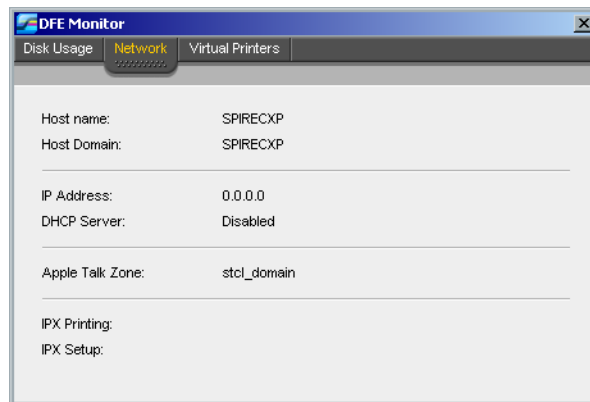 DFE Monitor
Disk Usage Network Virtual Printers
Host name: SPIRECXP
Host Domain: SPIRECXP
IP Address: 0.0.0.0
DHCP Server: Disabled
Apple Talk Zone: stcl_domain
IPX Printing:
IPX Setup: